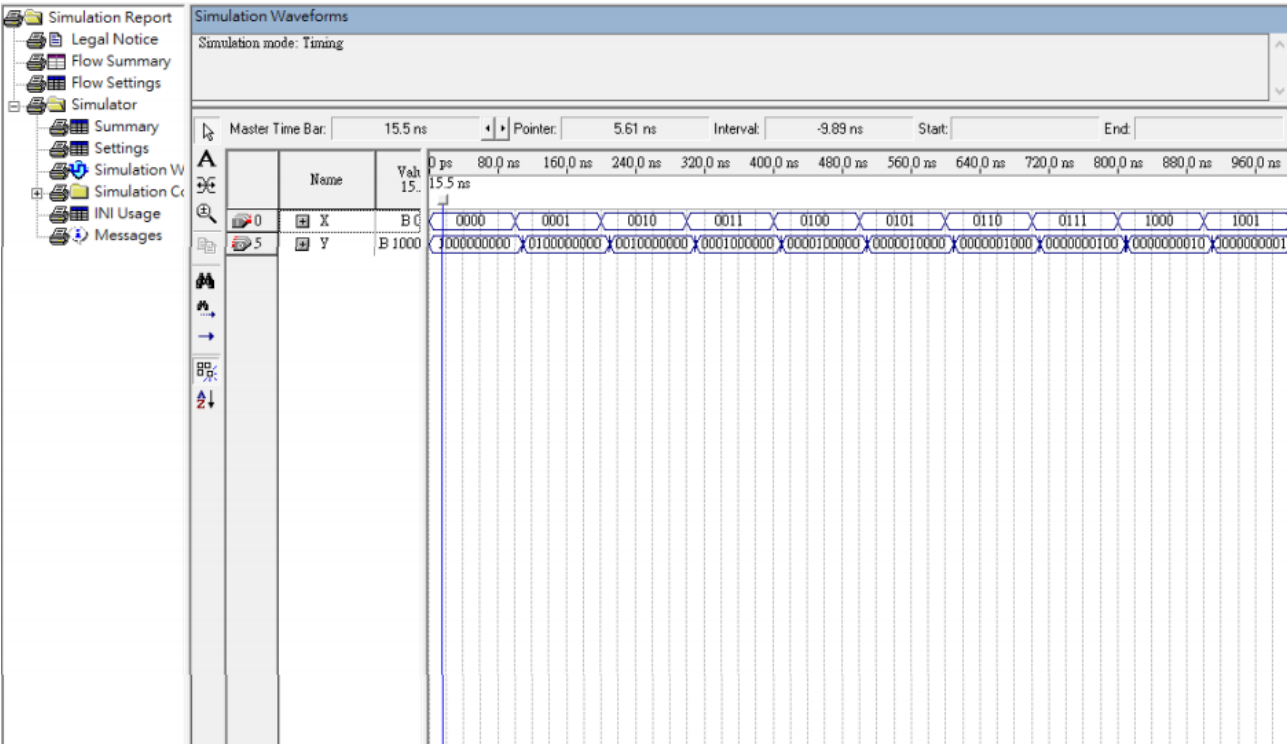 Simulation Report
Legal Notice
Flow Summary
Flow Settings
Simulator
Summary
Settings
Simulation W
Simulation Co
INI Usage
Messages
Simulation Waveforms
Simulation mode: Timing
Master Time Bar: 15.5 ns Pointer: 5.61 ns Interval: -9.89 ns Start: End:
Name Valu 15.
0 ps 80.0 ns 160.0 ns 240.0 ns 320.0 ns 400.0 ns 480.0 ns 560.0 ns 640.0 ns 720.0 ns 800.0 ns 880.0 ns 960.0 ns
15.5 ns
0 X B 0 0000 0001 0010 0011 0100 0101 0110 0111 1000 1001
5 Y B 1000 1000000000 0100000000 0010000000 0001000000 0000100000 0000010000 0000001000 0000000100 0000000010 0000000001